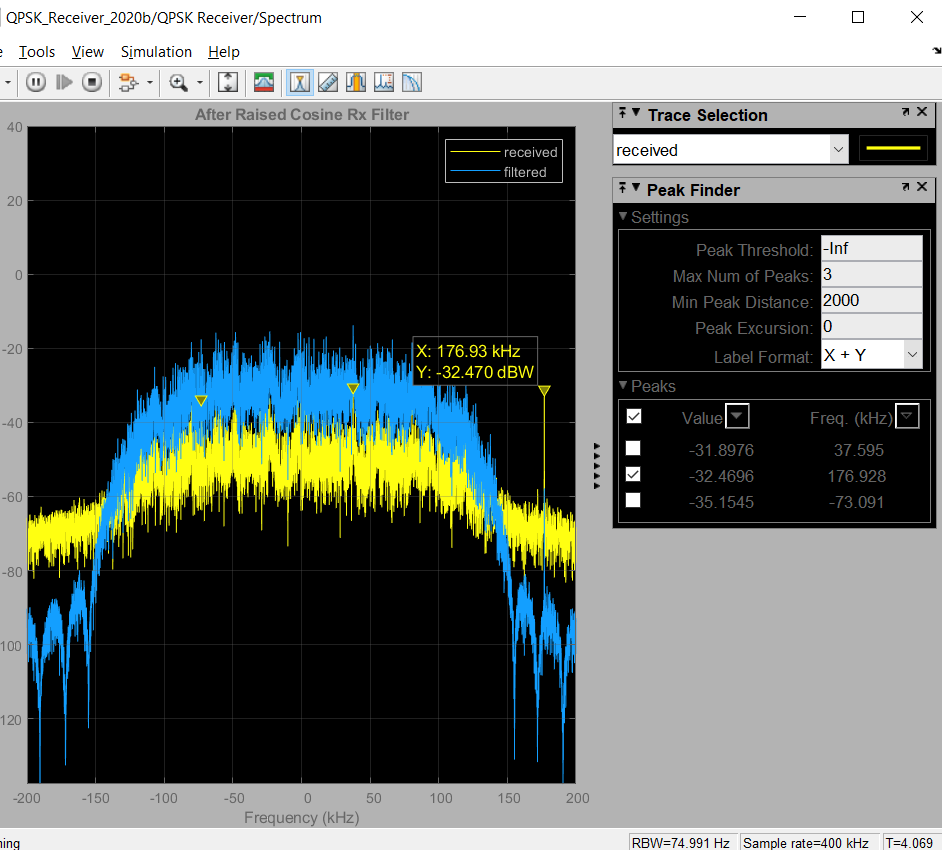 QPSK_Receiver_2020b/QPSK Receiver/Spectrum
Tools View Simulation Help
After Raised Cosine Rx Filter
40
20
0
-20
-40
-60
-80
100
120
received
filtered
X: 176.93 kHz
Y: -32.470 dBW
-200 -150 -100 -50 0 50 100 150 200
Frequency (kHz)
Trace Selection
received
Peak Finder
Settings
Peak Threshold: -Inf
Max Num of Peaks: 3
Min Peak Distance: 2000
Peak Excursion: 0
Label Format: X + Y
Peaks
Value Freq. (kHz)
-31.8976 37.595
-32.4696 176.928
-35.1545 -73.091
ning RBW=74.991 Hz Sample rate=400 kHz T=4.069